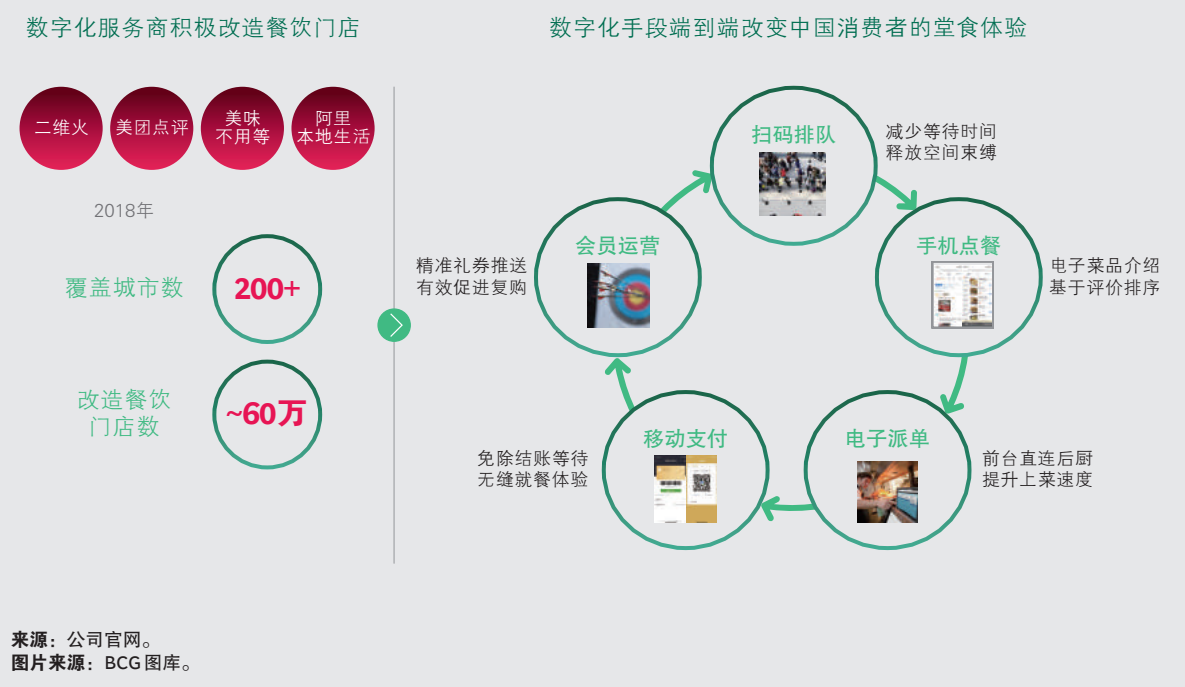 数字化服务商积极改造餐饮门店
二维火
美团点评
美味
不用等
阿里
本地生活
2018年
覆盖城市数
200+
改造餐饮
门店数
~60万
数字化手段端到端改变中国消费者的堂食体验
扫码排队
减少等待时间
释放空间束缚
手机点餐
电子菜品介绍
基于评价排序
电子派单
前台直连后厨
提升上菜速度
移动支付
免除结账等待
无缝就餐体验
会员运营
精准礼券推送
有效促进复购
来源：公司官网。
图片来源：BCG图库。